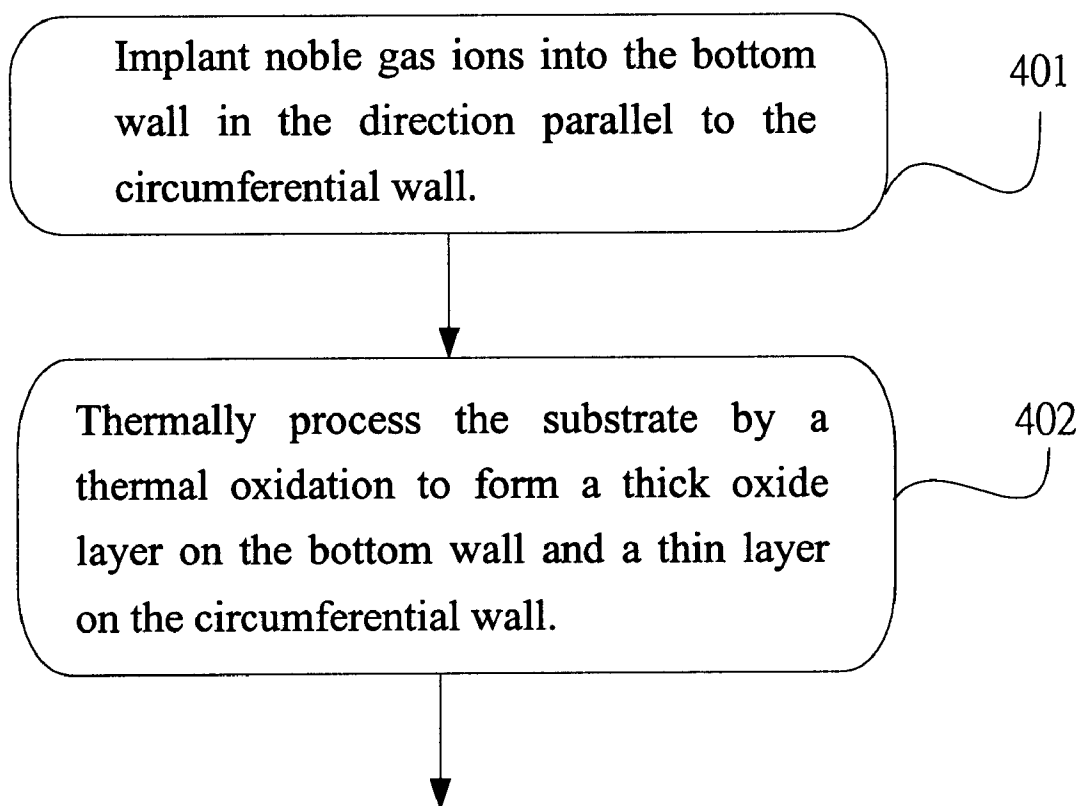 Implant noble gas ions into the bottom
wall in the direction parallel to the
circumferential wall.
401
Thermally process the substrate by a
thermal oxidation to form a thick oxide
layer on the bottom wall and a thin layer
on the circumferential wall.
402